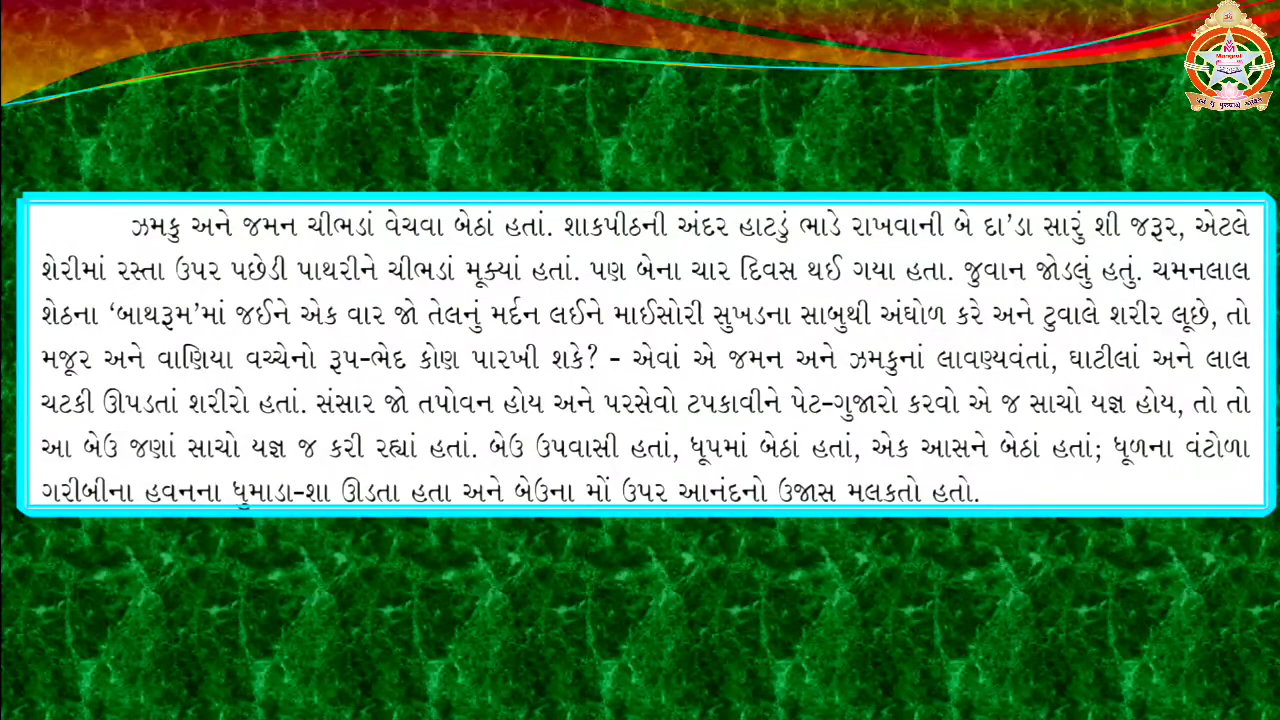 ઝમકુ અને જમન ચીભડાં વેચવા બેઠાં હતાં. શાકપીઠની અંદર હાટડું ભાડે રાખવાની બે દા’ડા સારું શી જરૂર, એટલે
શેરીમાં રસ્તા ઉપર પછેડી પાથરીને ચીભડાં મૂક્યાં હતાં. પણ બેના ચાર દિવસ થઈ ગયા હતા. જુવાન જોડલું હતું. ચમનલાલ
શેઠના ‘બાથરૂમ’માં જઈને એક વાર જો તેલનું મર્દન લઈને માઈસોરી સુખડના સાબુથી અંઘોળ કરે અને ટુવાલે શરીર લૂછે, તો
મજૂર અને વાણિયા વચ્ચેનો રૂપ-ભેદ કોણ પારખી શકે? - એવાં એ જમન અને ઝમકુનાં લાવણ્યવંતાં, ઘાટીલાં અને લાલ
ચટકી ઊપડતાં શરીરો હતાં. સંસાર જો તપોવન હોય અને પરસેવો ટપકાવીને પેટ-ગુજારો કરવો એ જ સાચો યજ્ઞ હોય, તો તો
આ બેઉ જણાં સાચો યજ્ઞ જ કરી રહ્યાં હતાં. બેઉ ઉપવાસી હતાં, ધૂપમાં બેઠાં હતાં, એક આસને બેઠાં હતાં; ધૂળના વંટોળા
ગરીબીના હવનના ધુમાડા-શા ઊડતા હતા અને બેઉના મોં ઉપર આનંદનો ઉજાસ મલકતો હતો.